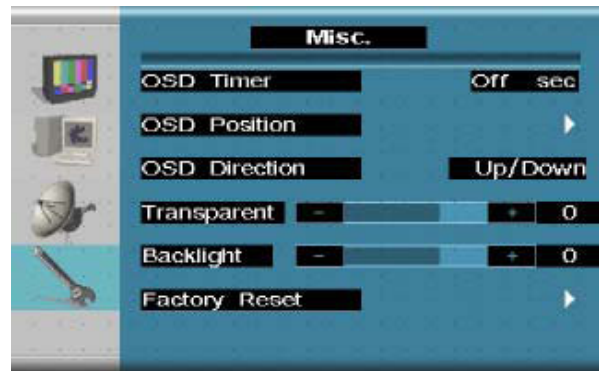 Misc.
OSD Timer Off sec
OSD Position
OSD Direction Up/Down
Transparent - + 0
Backlight - + 0
Factory Reset